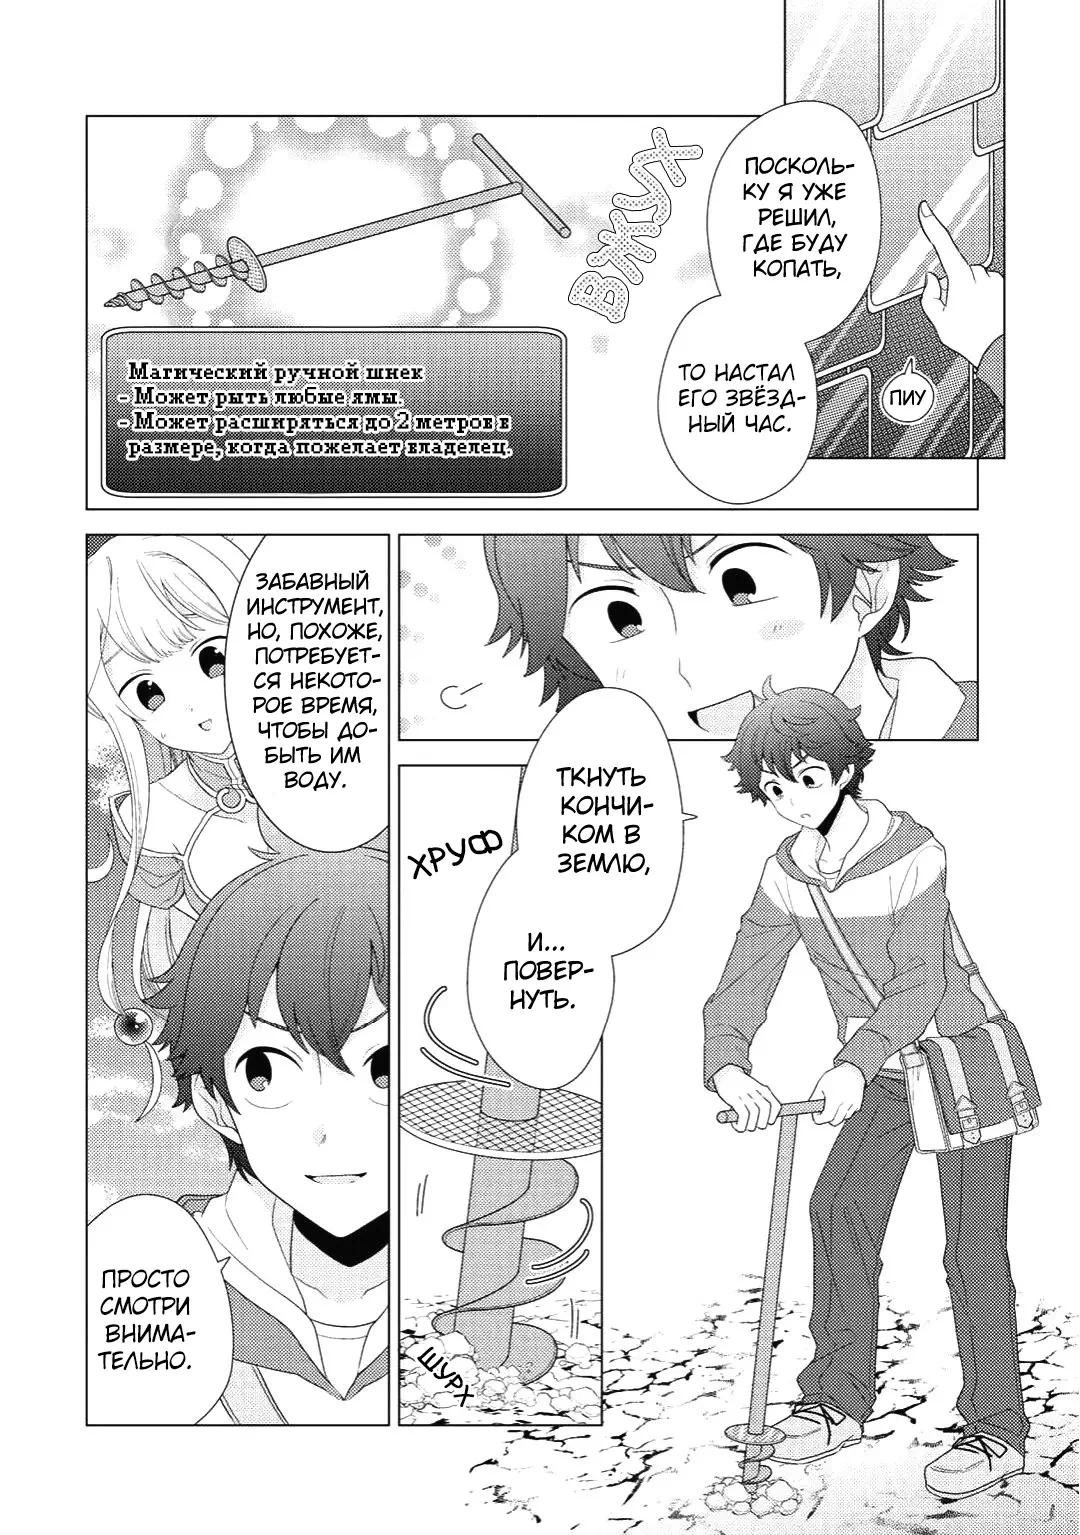 ПОСКОЛЬ-
КУ Я УЖЕ
РЕШИЛ,
ГДЕ БУДУ
КОПАТЬ,
ТО НАСТАЛ
ЕГО ЗВЁЗД-
НЫЙ ЧАС.
ПИУ
ВЖУХ
Магический ручной шнек
- Может рыть любые ямы.
- Может расширяться до 2 метров в
размере, когда пожелает владелец.
ТКНУТЬ
КОНЧИ-
КОМ В
ЗЕМЛЮ,
И...
ПОВЕР-
НУТЬ.
ХРУФ
ШУРХ
ЗАБАВНЫЙ
ИНСТРУМЕНТ,
НО, ПОХОЖЕ,
ПОТРЕБУЕТ-
СЯ НЕКОТО-
РОЕ ВРЕМЯ,
ЧТОБЫ ДО-
БЫТЬ ИМ
ВОДУ.
ПРОСТО
СМОТРИ
ВНИМА-
ТЕЛЬНО.